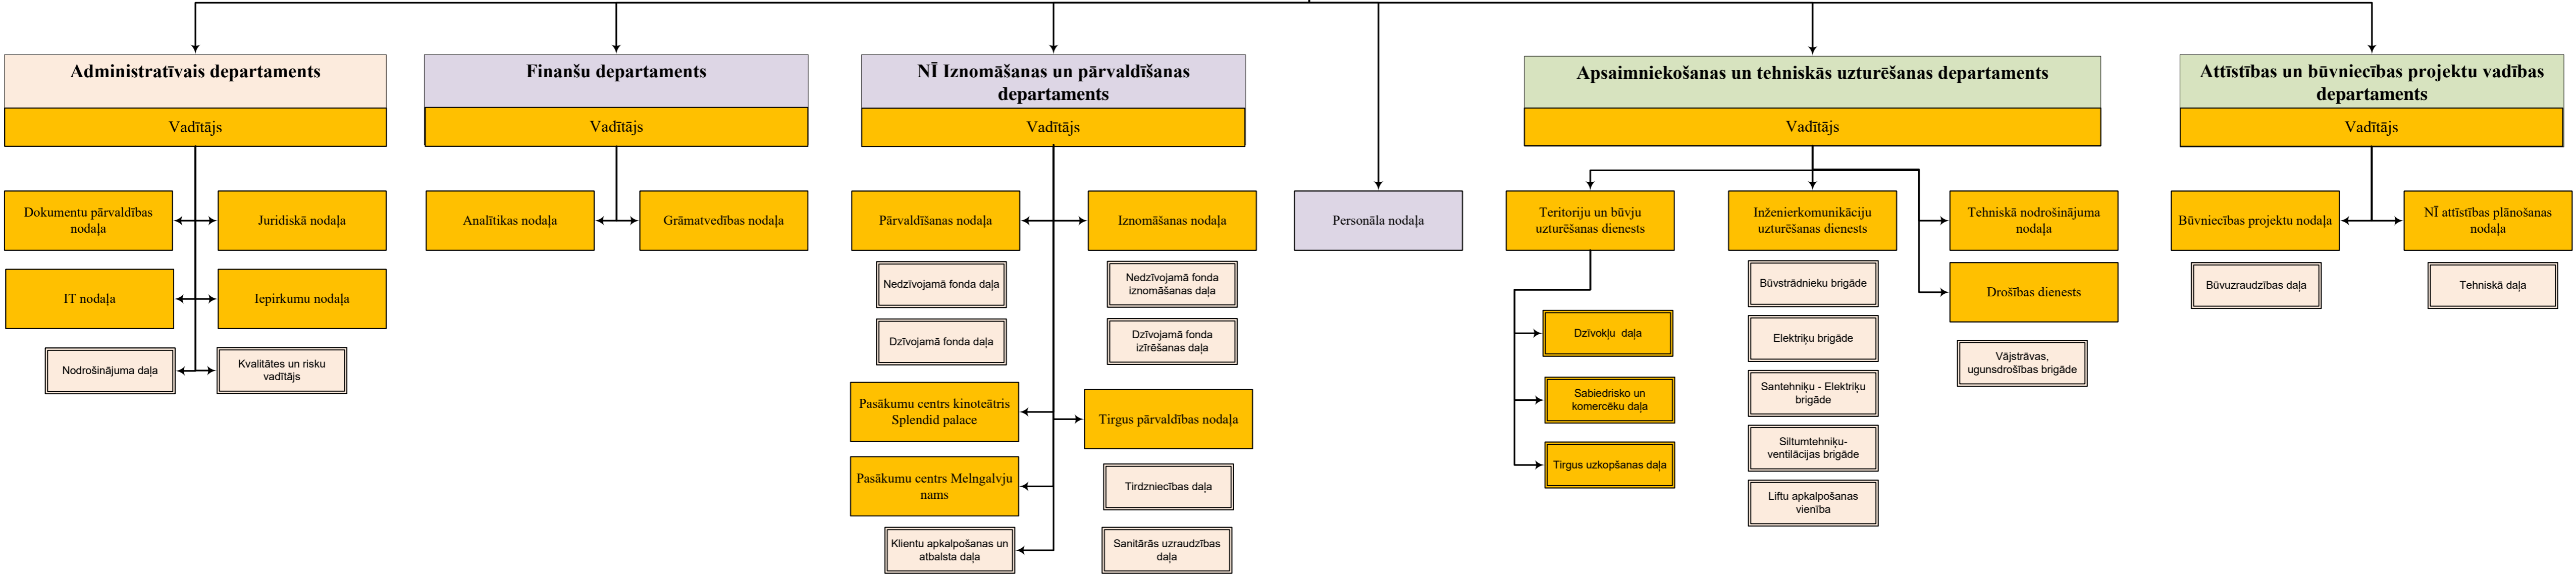 Administratīvais departaments
Vadītājs
Dokumentu pārvaldības
nodaļa
Juridiskā nodaļa
IT nodaļa
Iepirkumu nodaļa
Nodrošinājuma daļa
Kvalitātes un risku
vadītājs
Finanšu departaments
Vadītājs
Analītikas nodaļa
Grāmatvedības nodaļa
NĪ Iznomāšanas un pārvaldīšanas
departaments
Vadītājs
Pārvaldīšanas nodaļa
Iznomāšanas nodaļa
Nedzīvojamā fonda daļa
Nedzīvojamā fonda
iznomāšanas daļa
Dzīvojamā fonda daļa
Dzīvojamā fonda
izīrēšanas daļa
Pasākumu centrs kinoteātris
Splendid palace
Tirgus pārvaldības nodaļa
Pasākumu centrs Melngalvju
nams
Tirdzniecības daļa
Klientu apkalpošanas un
atbalsta daļa
Sanitārās uzraudzības
daļa
Personāla nodaļa
Apsaimniekošanas un tehniskās uzturēšanas departaments
Vadītājs
Teritoriju un būvju
uzturēšanas dienests
Dzīvokļu daļa
Sabiedrisko un
komercēku daļa
Tirgus uzkopšanas daļa
Inženierkomunikāciju
uzturēšanas dienests
Būvstrādnieku brigāde
Elektriķu brigāde
Santehniķu - Elektriķu
brigāde
Siltumtehniķu-
ventilācijas brigāde
Liftu apkalpošanas
vienība
Tehniskā nodrošinājuma
nodaļa
Drošības dienests
Vājstrāvas,
ugunsdrošības brigāde
Attīstības un būvniecības projektu vadības
departaments
Vadītājs
Būvniecības projektu nodaļa
NĪ attīstības plānošanas
nodaļa
Būvuzraudzības daļa
Tehniskā daļa